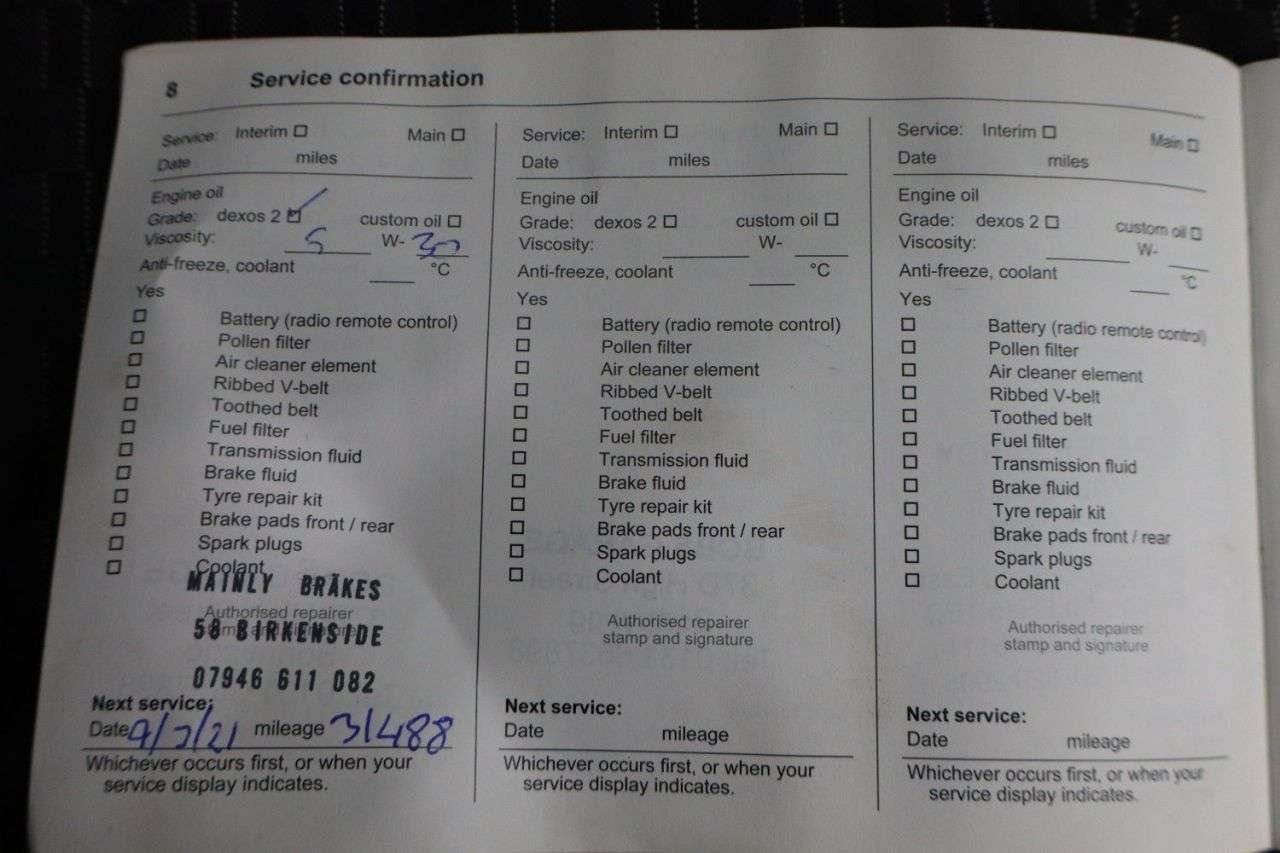 8 Service confirmation
Service: Interim ☐ Main ☐
Date miles
Engine oil
Grade: dexos 2 ☑ custom oil ☐
Viscosity: 5 W- 30
Anti-freeze, coolant °C
Yes
☐ Battery (radio remote control)
☐ Pollen filter
☐ Air cleaner element
☐ Ribbed V-belt
☐ Toothed belt
☐ Fuel filter
☐ Transmission fluid
☐ Brake fluid
☐ Tyre repair kit
☐ Brake pads front / rear
☐ Spark plugs
☐ Coolant
MAINLY BRAKES
Authorised repairer
58 BIRKENSIDE
07946 611 082
Next service:
Date 9/7/21 mileage 31488
Whichever occurs first, or when your
service display indicates.
Service: Interim ☐ Main ☐
Date miles
Engine oil
Grade: dexos 2 ☐ custom oil ☐
Viscosity: W-
Anti-freeze, coolant °C
Yes
☐ Battery (radio remote control)
☐ Pollen filter
☐ Air cleaner element
☐ Ribbed V-belt
☐ Toothed belt
☐ Fuel filter
☐ Transmission fluid
☐ Brake fluid
☐ Tyre repair kit
☐ Brake pads front / rear
☐ Spark plugs
☐ Coolant
Authorised repairer
stamp and signature
Next service:
Date mileage
Whichever occurs first, or when your
service display indicates.
Service: Interim ☐ Main ☐
Date miles
Engine oil
Grade: dexos 2 ☐ custom oil ☐
Viscosity: W-
Anti-freeze, coolant °C
Yes
☐ Battery (radio remote control)
☐ Pollen filter
☐ Air cleaner element
☐ Ribbed V-belt
☐ Toothed belt
☐ Fuel filter
☐ Transmission fluid
☐ Brake fluid
☐ Tyre repair kit
☐ Brake pads front / rear
☐ Spark plugs
☐ Coolant
Authorised repairer
stamp and signature
Next service:
Date mileage
Whichever occurs first, or when your
service display indicates.